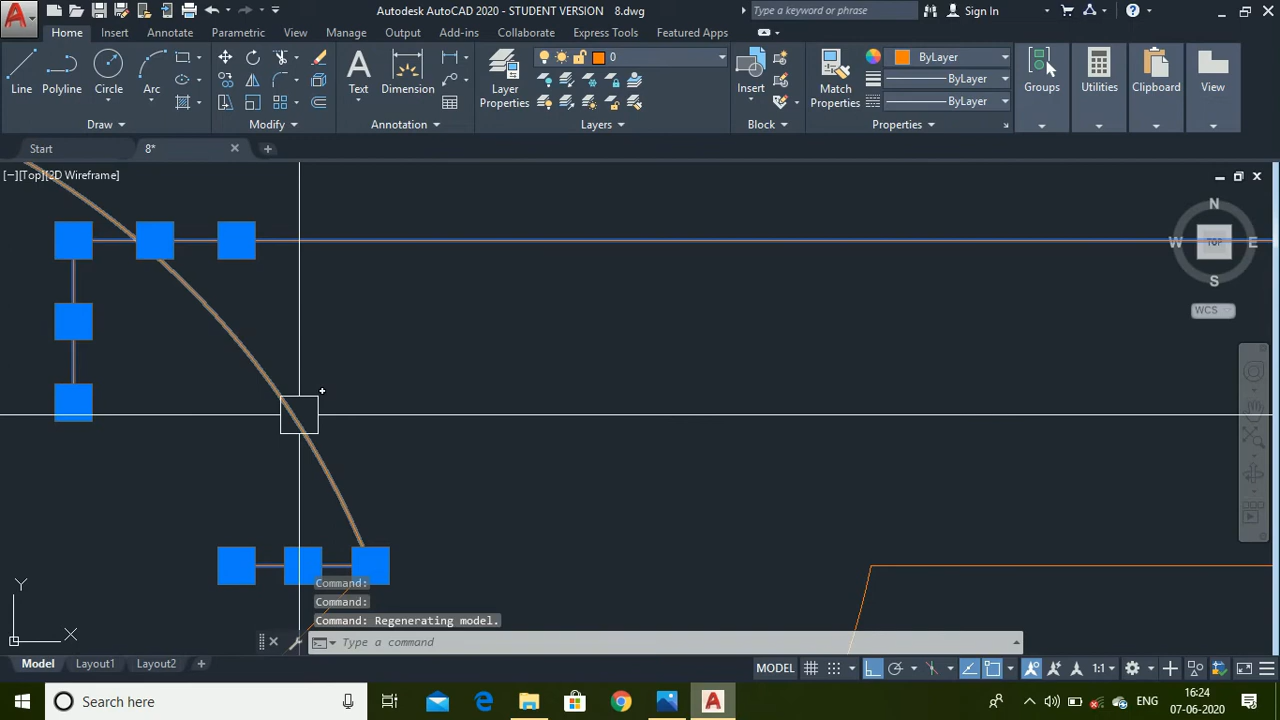 Autodesk AutoCAD 2020 - STUDENT VERSION 8.dwg
Type a keyword or phrase
Sign In
Home Insert Annotate Parametric View Manage Output Add-ins Collaborate Express Tools Featured Apps
0
ByLayer
ByLayer
ByLayer
Line Polyline Circle Arc
Text Dimension
Layer Properties
Insert
Match Properties
Groups Utilities Clipboard View
Draw Modify Annotation Layers Block Properties
Start 8*
[−][Top][2D Wireframe]
N
W TOP E
S
WCS
Y
X
Command:
Command:
Command: Regenerating model.
Type a command
Model Layout1 Layout2
MODEL 1:1
Search here
ENG
16:24
07-06-2020